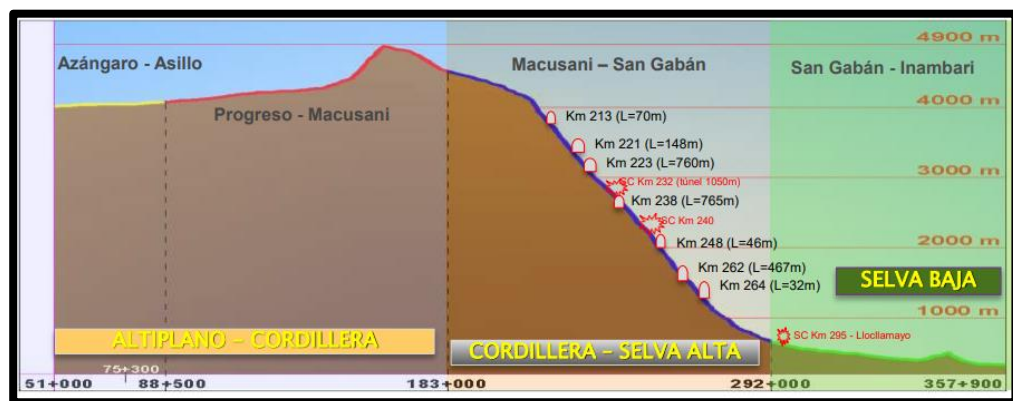 4900 m
Azángaro - Asillo
Macusani – San Gabán
San Gabán - Inambari
Progreso - Macusani
4000 m
Km 213 (L=70m)
Km 221 (L=148m)
Km 223 (L=760m)
3000 m
SC Km 232 (túnel 1050m)
Km 238 (L=765m)
SC Km 240
Km 248 (L=46m)
2000 m
Km 262 (L=467m)
Km 264 (L=32m)
SELVA BAJA
1000 m
ALTIPLANO – CORDILLERA
CORDILLERA – SELVA ALTA
SC Km 295 - Llocllamayo
75+300
51+000
88+500
183+000
292+000
357+900